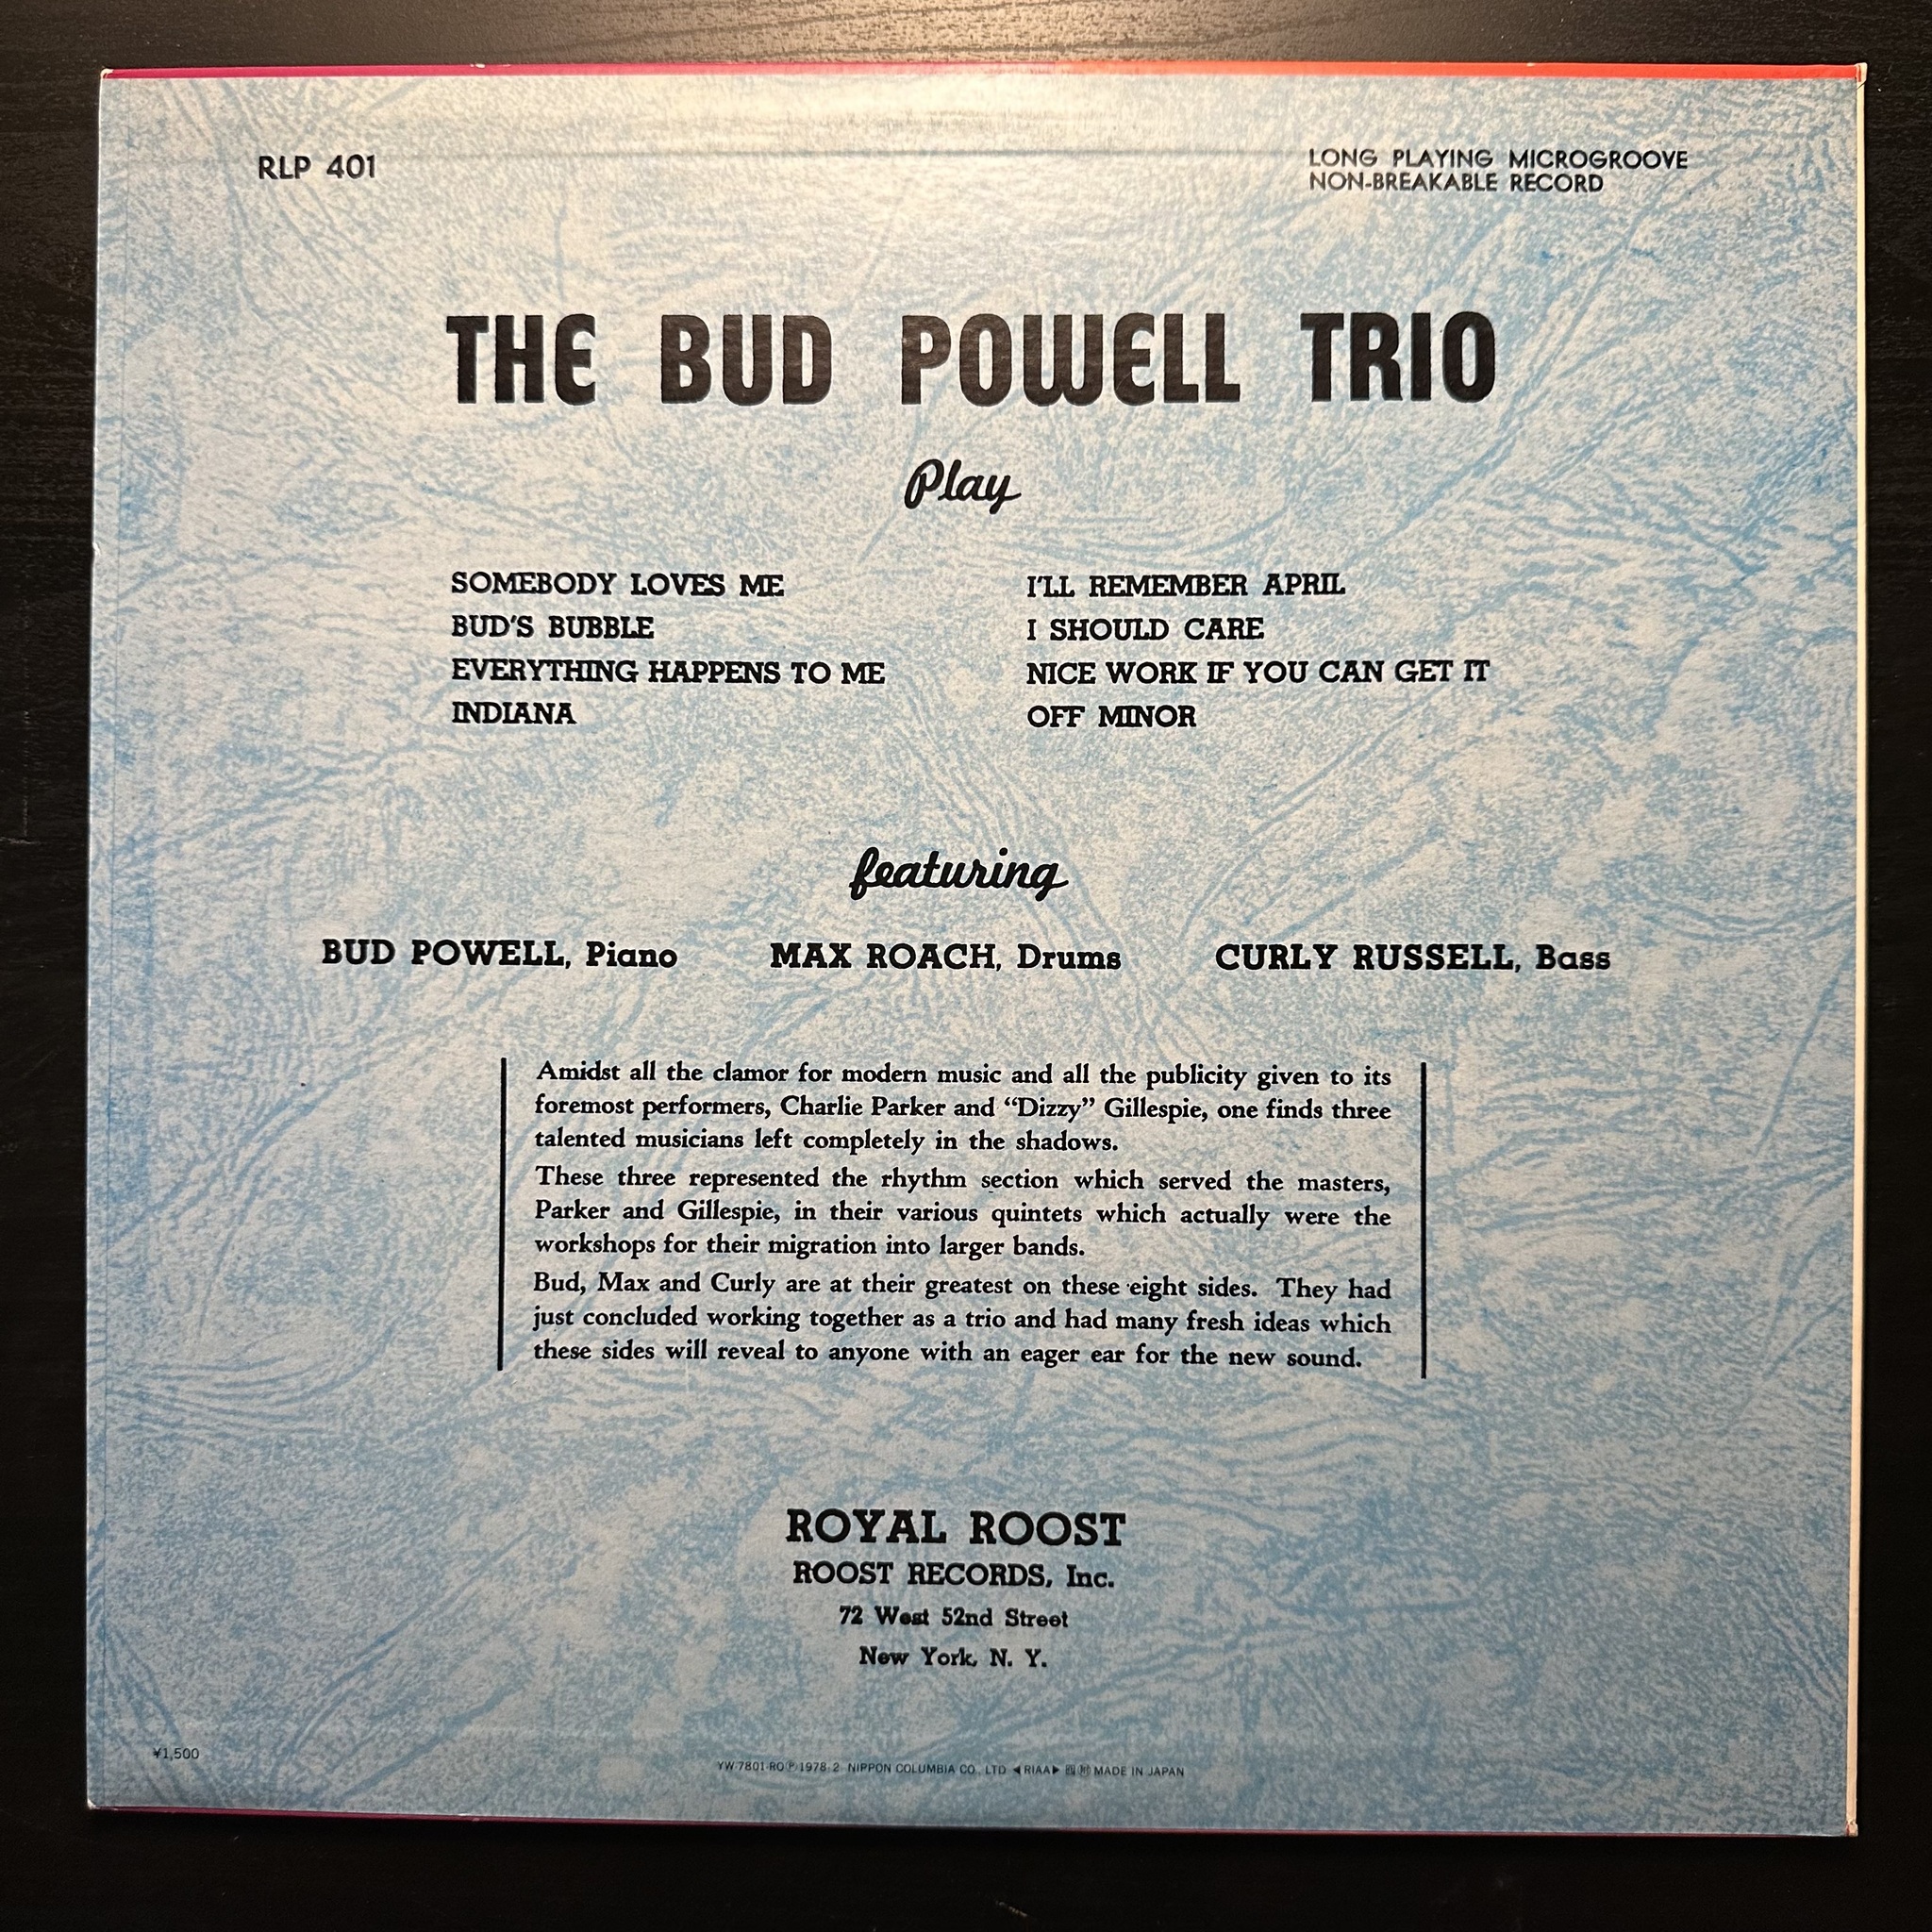 RLP 401
LONG PLAYING MICROGROOVE
NON-BREAKABLE RECORD
THE BUD POWELL TRIO
Play
SOMEBODY LOVES ME
BUD'S BUBBLE
EVERYTHING HAPPENS TO ME
INDIANA
I'LL REMEMBER APRIL
I SHOULD CARE
NICE WORK IF YOU CAN GET IT
OFF MINOR
featuring
BUD POWELL, Piano MAX ROACH, Drums CURLY RUSSELL, Bass
Amidst all the clamor for modern music and all the publicity given to its
foremost performers, Charlie Parker and “Dizzy” Gillespie, one finds three
talented musicians left completely in the shadows.
These three represented the rhythm section which served the masters,
Parker and Gillespie, in their various quintets which actually were the
workshops for their migration into larger bands.
Bud, Max and Curly are at their greatest on these eight sides. They had
just concluded working together as a trio and had many fresh ideas which
these sides will reveal to anyone with an eager ear for the new sound.
ROYAL ROOST
ROOST RECORDS, Inc.
72 West 52nd Street
New York, N. Y.
¥1,500
YW-7801-RO Ⓟ 1978·2 NIPPON COLUMBIA CO., LTD ◀RIAA▶ MADE IN JAPAN